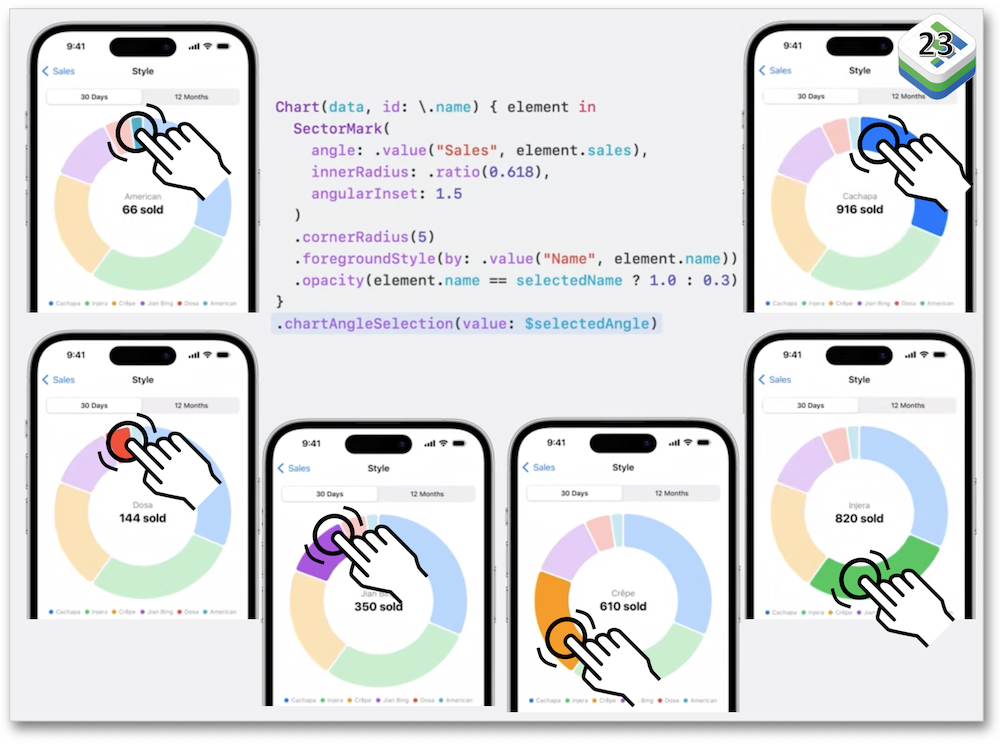 9:41
Sales
Style
30 Days 12 Months
American
66 sold
Cachapa Injera Crêpe Jian Bing Dosa American
Chart(data, id: \.name) { element in
SectorMark(
angle: .value("Sales", element.sales),
innerRadius: .ratio(0.618),
angularInset: 1.5
)
.cornerRadius(5)
.foregroundStyle(by: .value("Name", element.name))
.opacity(element.name == selectedName ? 1.0 : 0.3)
}
.chartAngleSelection(value: $selectedAngle)
23
9:41
Sales
Style
30 Days 12 Months
Cachapa
916 sold
Cachapa Injera Crêpe Jian Bing Dosa American
9:41
Sales
Style
30 Days 12 Months
Dosa
144 sold
Cachapa Injera Crêpe Jian Bing Dosa American
9:41
Sales
Style
30 Days 12 Months
Jian Bing
350 sold
Cachapa Injera Crêpe Jian Bing Dosa American
9:41
Sales
Style
30 Days 12 Months
Crêpe
610 sold
Cachapa Injera Crêpe Bing Dosa American
9:41
Sales
Style
30 Days 12 Months
Injera
820 sold
Cachapa Injera Crêpe Jian Bing Dosa